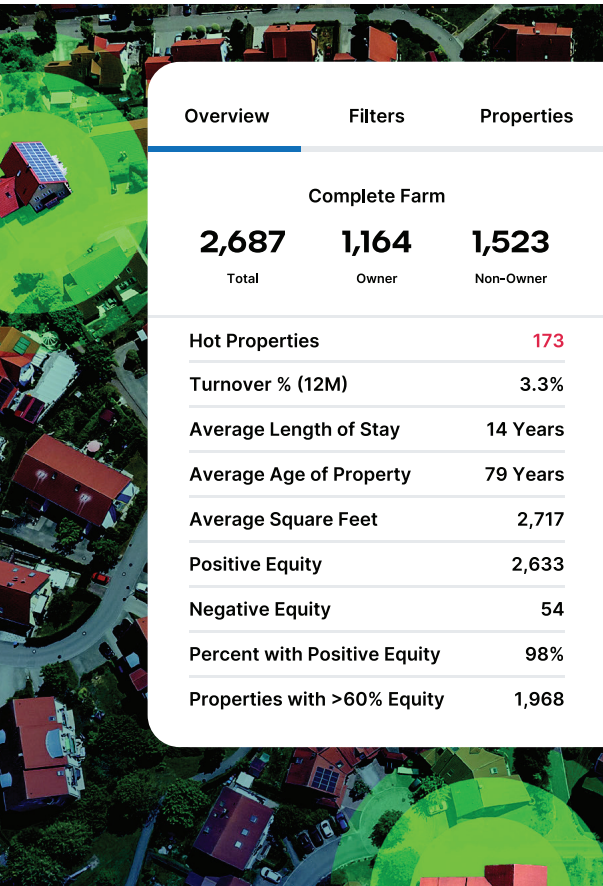 Overview Filters Properties
Complete Farm
2,687 1,164 1,523
Total Owner Non-Owner
Hot Properties 173
Turnover % (12M) 3.3%
Average Length of Stay 14 Years
Average Age of Property 79 Years
Average Square Feet 2,717
Positive Equity 2,633
Negative Equity 54
Percent with Positive Equity 98%
Properties with >60% Equity 1,968